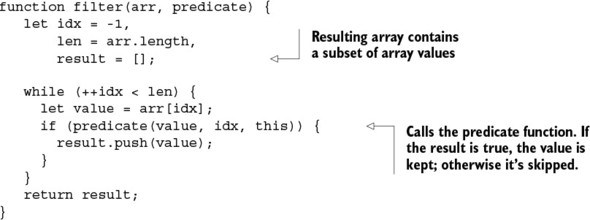 function filter(arr, predicate) {
  let idx = -1,
      len = arr.length,
      result = [];
Resulting array contains
a subset of array values
  while (++idx < len) {
    let value = arr[idx];
    if (predicate(value, idx, this)) {
      result.push(value);
    }
  }
  return result;
}
Calls the predicate function. If
the result is true, the value is
kept; otherwise it's skipped.